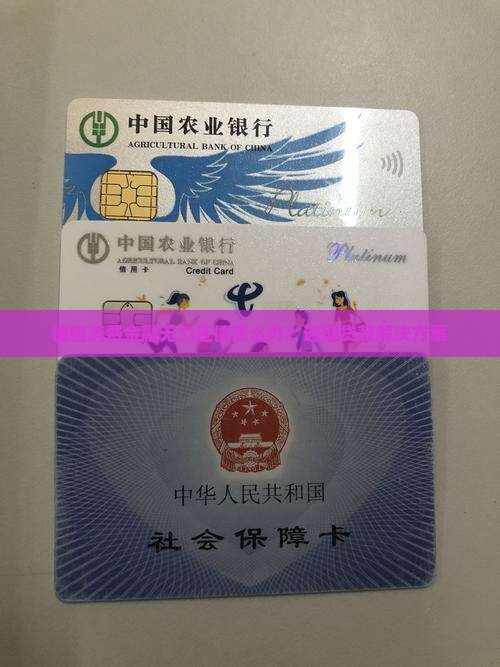 中国农业银行
AGRICULTURAL BANK OF CHINA
Platinum
中国农业银行
AGRICULTURAL BANK OF CHINA
信用卡
Credit Card
Platinum
中华人民共和国
社会保障卡